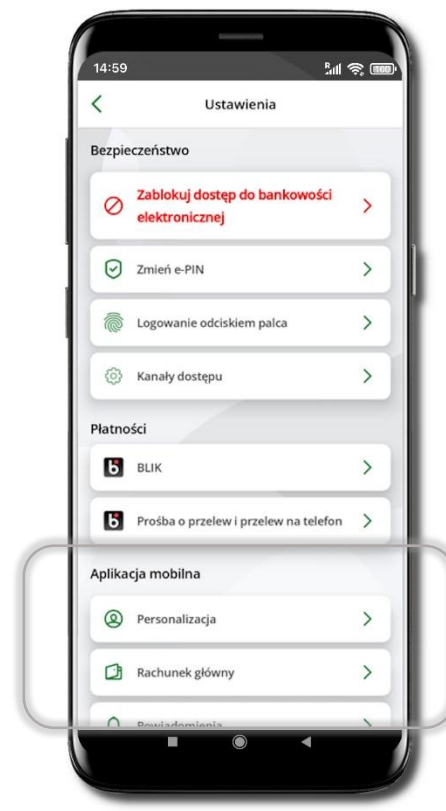 14:59
Ustawienia
Bezpieczeństwo
Zablokuj dostęp do bankowości
elektronicznej
Zmień e-PIN
Logowanie odciskiem palca
Kanały dostępu
Płatności
BLIK
Prośba o przelew i przelew na telefon
Aplikacja mobilna
Personalizacja
Rachunek główny
Powiadomienia